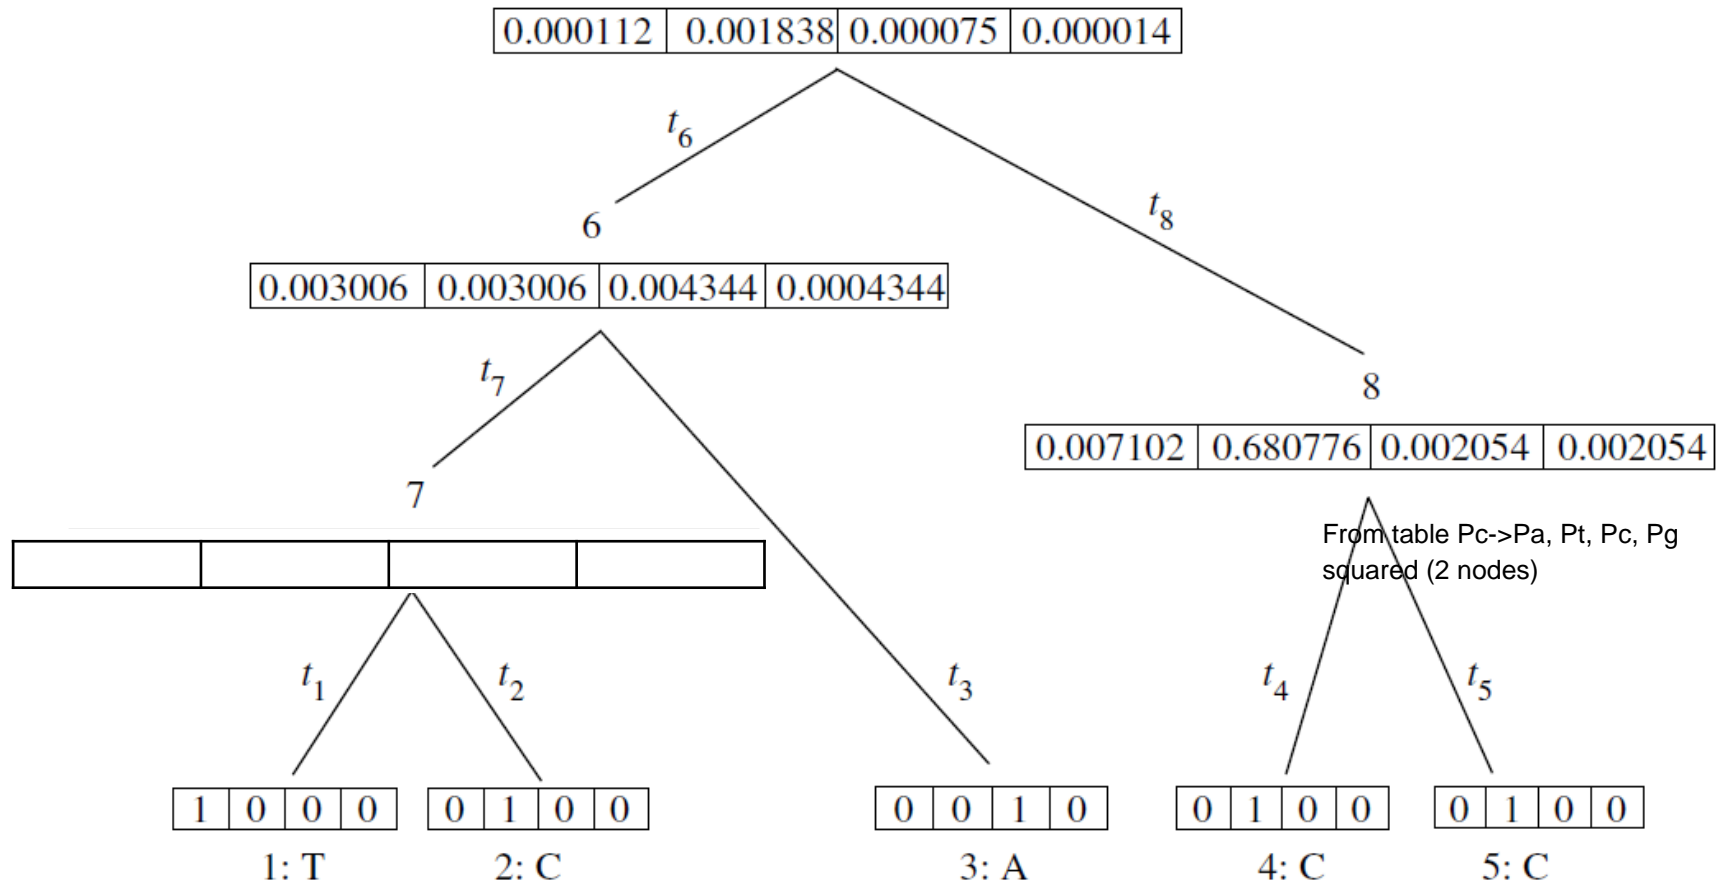 0.000112 0.001838 0.000075 0.000014
t6
t8
6
0.003006 0.003006 0.004344 0.0004344
t7
8
0.007102 0.680776 0.002054 0.002054
7
From table Pc->Pa, Pt, Pc, Pg
squared (2 nodes)
t1 t2 t3 t4 t5
1 0 0 0 0 1 0 0 0 0 1 0 0 1 0 0 0 1 0 0
1: T 2: C 3: A 4: C 5: C